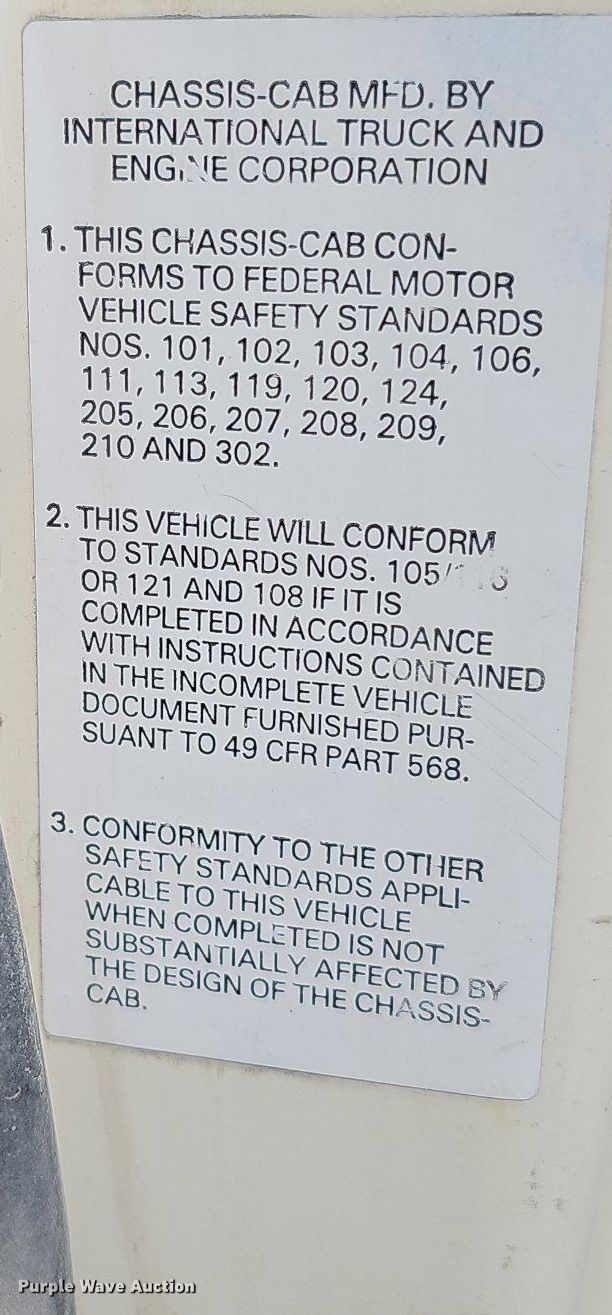 CHASSIS-CAB MFD. BY
INTERNATIONAL TRUCK AND
ENGINE CORPORATION
1. THIS CHASSIS-CAB CON-
FORMS TO FEDERAL MOTOR
VEHICLE SAFETY STANDARDS
NOS. 101, 102, 103, 104, 106,
111, 113, 119, 120, 124,
205, 206, 207, 208, 209,
210 AND 302.
2. THIS VEHICLE WILL CONFORM
TO STANDARDS NOS. 105/
OR 121 AND 108 IF IT IS
COMPLETED IN ACCORDANCE
WITH INSTRUCTIONS CONTAINED
IN THE INCOMPLETE VEHICLE
DOCUMENT FURNISHED PUR-
SUANT TO 49 CFR PART 568.
3. CONFORMITY TO THE OTHER
SAFETY STANDARDS APPLI-
CABLE TO THIS VEHICLE
WHEN COMPLETED IS NOT
SUBSTANTIALLY AFFECTED BY
THE DESIGN OF THE CHASSIS-
CAB.
Purple Wave Auction